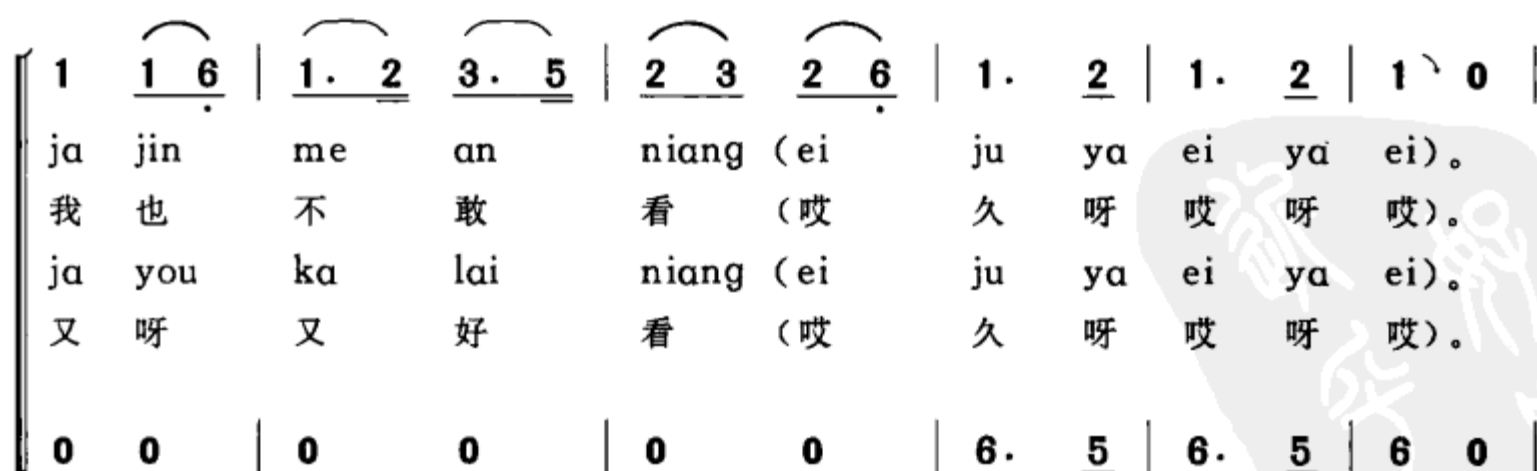 1 1 6 | 1. 2 3. 5 | 2 3 2 6 | 1. 2 | 1. 2 | 1 0 |
ja jin me an niang (ei ju ya ei ya ei)。
我 也 不 敢 看 (哎 久 呀 哎 呀 哎)。
ja you ka lai niang (ei ju ya ei ya ei)。
又 呀 又 好 看 (哎 久 呀 哎 呀 哎)。
0 0 | 0 0 | 0 0 | 6. 5 | 6. 5 | 6 0